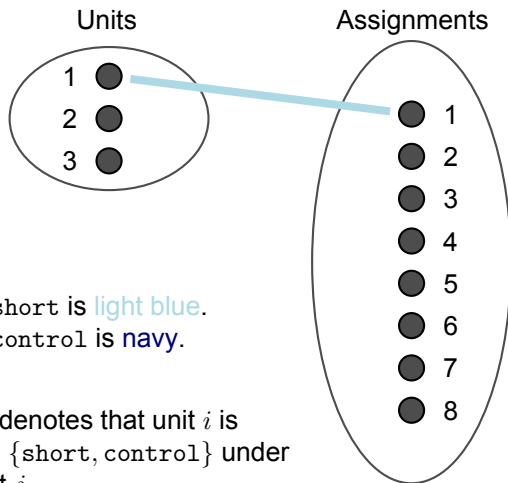 Units Assignments
1
2
3
1
2
3
4
5
6
7
8
short is light blue.
control is navy.
denotes that unit i is
{short, control} under